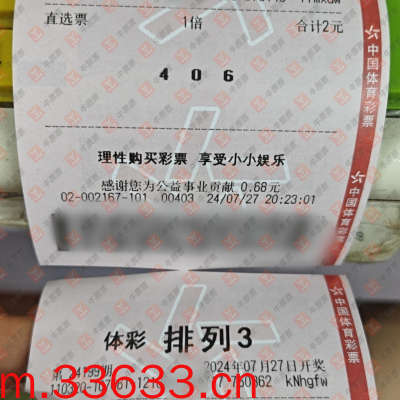 直选票 1倍 合计2元
4 0 6
理性购买彩票 享受小小娱乐
感谢您为公益事业贡献 0.68元
02-002167-101 00403 24/07/27 20:23:01
中国体育彩票
中国体育彩票
体彩 排列3
2024年07月27日开奖
kNhgfw
m.33633.cn